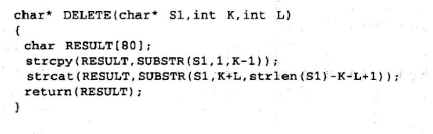 char* DELETE(char* S1,int K,int L)
{
char RESULT[80];
strcpy(RESULT,SUBSTR(S1,1,K-1));
strcat(RESULT,SUBSTR(S1,K+L,strlen(S1)-K-L+1));
return(RESULT);
}